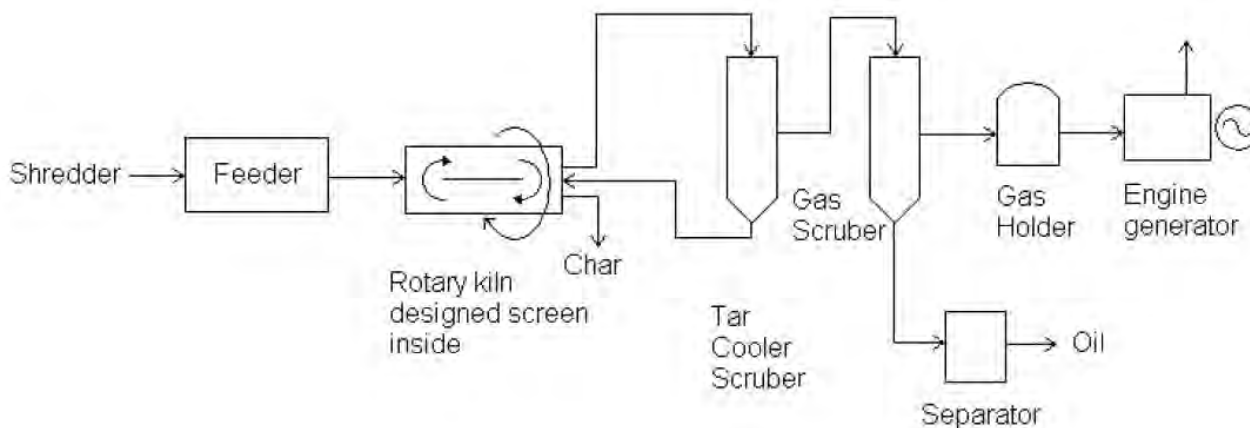 Shredder
Feeder
Rotary kiln
designed screen
inside
Char
Tar
Cooler
Scruber
Gas
Scruber
Gas
Holder
Engine
generator
Separator
Oil